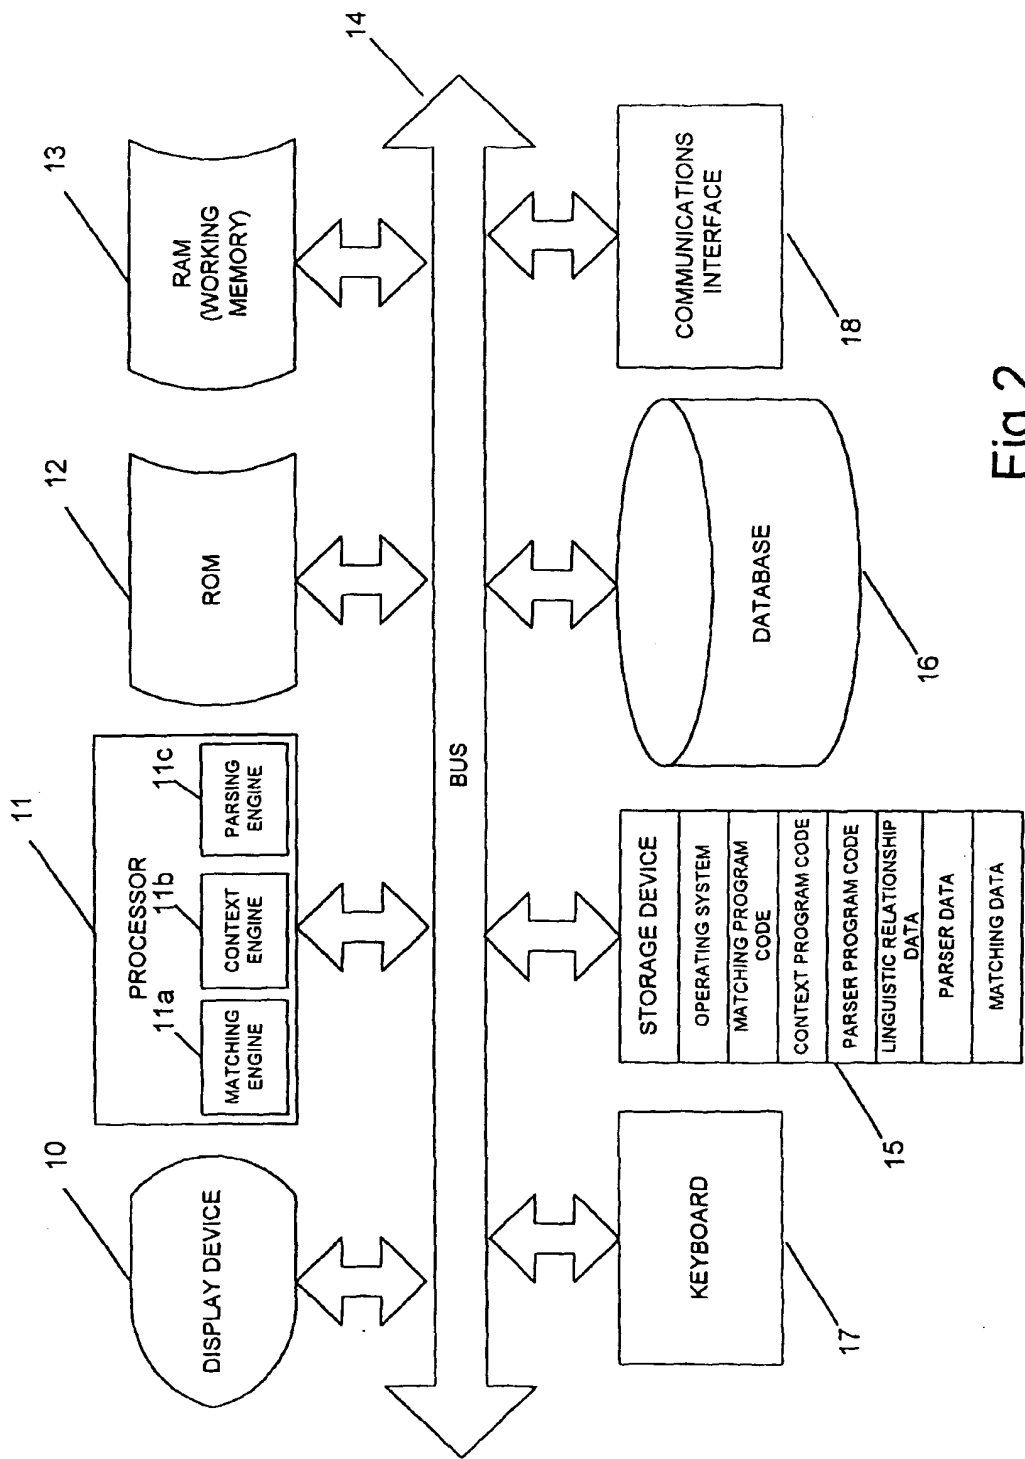 10
DISPLAY DEVICE
11
PROCESSOR
11a
MATCHING
ENGINE
11b
CONTEXT
ENGINE
11c
PARSING
ENGINE
12
ROM
13
RAM
(WORKING
MEMORY)
14
BUS
KEYBOARD
17
STORAGE DEVICE
OPERATING SYSTEM
MATCHING PROGRAM
CODE
CONTEXT PROGRAM CODE
PARSER PROGRAM CODE
LINGUISTIC RELATIONSHIP
DATA
PARSER DATA
MATCHING DATA
15
DATABASE
16
COMMUNICATIONS
INTERFACE
18
Fig 2